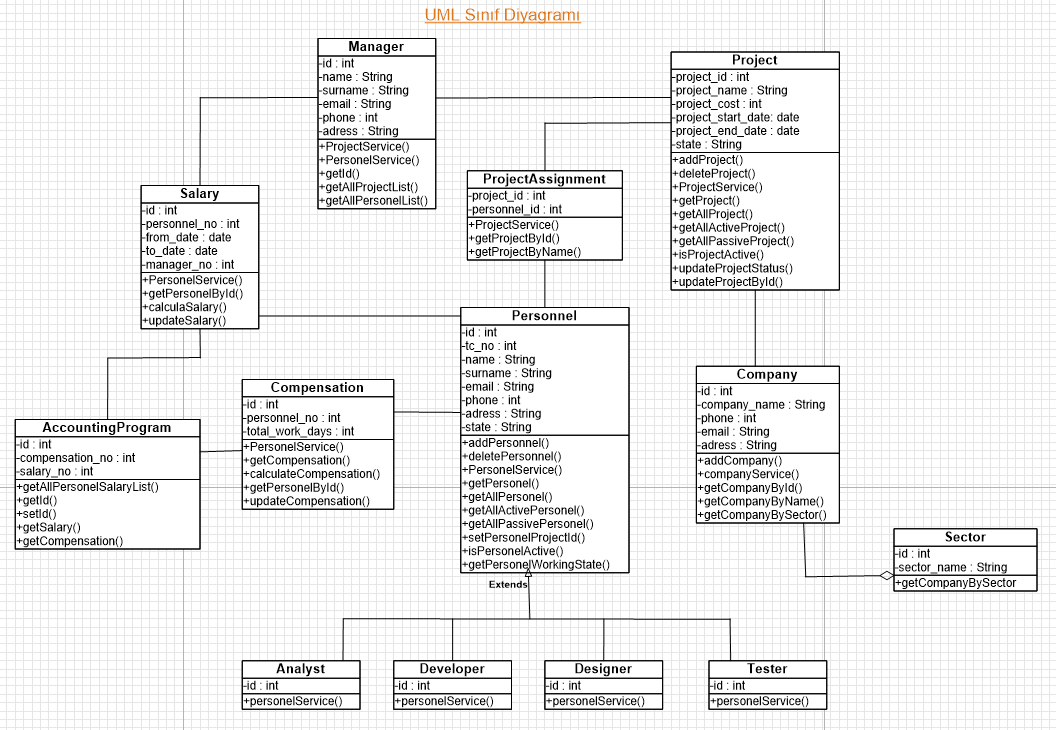 UML Sınıf Diyagramı
Manager
-id : int
-name : String
-surname : String
-email : String
-phone : int
-adress : String
+ProjectService()
+PersonelService()
+getId()
+getAllProjectList()
+getAllPersonelList()
Project
-project_id : int
-project_name : String
-project_cost : int
-project_start_date: date
-project_end_date : date
-state : String
+addProject()
+deleteProject()
+ProjectService()
+getProject()
+getAllProject()
+getAllActiveProject()
+getAllPassiveProject()
+isProjectActive()
+updateProjectStatus()
+updateProjectById()
ProjectAssignment
-project_id : int
-personnel_id : int
+ProjectService()
+getProjectById()
+getProjectByName()
Salary
-id : int
-personnel_no : int
-from_date : date
-to_date : date
-manager_no : int
+PersonelService()
+getPersonelById()
+calculaSalary()
+updateSalary()
Personnel
-id : int
-tc_no : int
-name : String
-surname : String
-email : String
-phone : int
-adress : String
-state : String
+addPersonnel()
+deletePersonnel()
+PersonelService()
+getPersonel()
+getAllPersonel()
+getAllActivePersonel()
+getAllPassivePersonel()
+setPersonelProjectId()
+isPersonelActive()
+getPersonelWorkingState()
Company
-id : int
-company_name : String
-phone : int
-email : String
-adress : String
+addCompany()
+companyService()
+getCompanyById()
+getCompanyByName()
+getCompanyBySector()
Compensation
-id : int
-personnel_no : int
-total_work_days : int
+PersonelService()
+getCompensation()
+calculateCompensation()
+getPersonelById()
+updateCompensation()
AccountingProgram
-id : int
-compensation_no : int
-salary_no : int
+getAllPersonelSalaryList()
+getId()
+setId()
+getSalary()
+getCompensation()
Sector
-id : int
-sector_name : String
+getCompanyBySector
Extends
Analyst
-id : int
+personelService()
Developer
-id : int
+personelService()
Designer
-id : int
+personelService()
Tester
-id : int
+personelService()